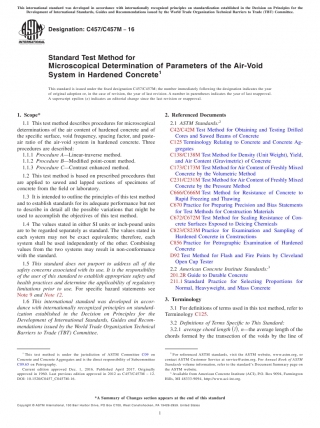 This international standard was developed in accordance with internationally recognized principles on standardization established in the Decision on Principles for the
Development of International Standards, Guides and Recommendations issued by the World Trade Organization Technical Barriers to Trade (TBT) Committee.
Designation: C457/C457M − 16
INTERNATIONAL
Standard Test Method for
Microscopical Determination of Parameters of the Air-Void
System in Hardened Concrete1
This standard is issued under the fixed designation C457/C457M; the number immediately following the designation indicates the year
of original adoption or, in the case of revision, the year of last revision. A number in parentheses indicates the year of last reapproval.
A superscript epsilon (ε) indicates an editorial change since the last revision or reapproval.
1. Scope*
1.1 This test method describes procedures for microscopical
determinations of the air content of hardened concrete and of
the specific surface, void frequency, spacing factor, and paste-
air ratio of the air-void system in hardened concrete. Three
procedures are described:
1.1.1 Procedure A—Linear-traverse method.
1.1.2 Procedure B—Modified point-count method.
1.1.3 Procedure C—Contrast enhanced method.
1.2 This test method is based on prescribed procedures that
are applied to sawed and lapped sections of specimens of
concrete from the field or laboratory.
1.3 It is intended to outline the principles of this test method
and to establish standards for its adequate performance but not
to describe in detail all the possible variations that might be
used to accomplish the objectives of this test method.
1.4 The values stated in either SI units or inch-pound units
are to be regarded separately as standard. The values stated in
each system may not be exact equivalents; therefore, each
system shall be used independently of the other. Combining
values from the two systems may result in non-conformance
with the standard.
1.5 This standard does not purport to address all of the
safety concerns associated with its use. It is the responsibility
of the user of this standard to establish appropriate safety and
health practices and determine the applicability of regulatory
limitations prior to use. For specific hazard statements see
Note 9 and Note 12.
1.6 This international standard was developed in accor-
dance with internationally recognized principles on standard-
ization established in the Decision on Principles for the
Development of International Standards, Guides and Recom-
mendations issued by the World Trade Organization Technical
Barriers to Trade (TBT) Committee.
1 This test method is under the jurisdiction of ASTM Committee C09 on
Concrete and Concrete Aggregates and is the direct responsibility of Subcommittee
C09.65 on Petrography.
Current edition approved Dec. 1, 2016. Published April 2017. Originally
approved in 1960. Last previous edition approved in 2012 as C457/C457M – 12.
DOI: 10.1520/C0457_C0457M-16.
2. Referenced Documents
2.1 ASTM Standards:2
C42/C42M Test Method for Obtaining and Testing Drilled
Cores and Sawed Beams of Concrete
C125 Terminology Relating to Concrete and Concrete Ag-
gregates
C138/C138M Test Method for Density (Unit Weight), Yield,
and Air Content (Gravimetric) of Concrete
C173/C173M Test Method for Air Content of Freshly Mixed
Concrete by the Volumetric Method
C231/C231M Test Method for Air Content of Freshly Mixed
Concrete by the Pressure Method
C666/C666M Test Method for Resistance of Concrete to
Rapid Freezing and Thawing
C670 Practice for Preparing Precision and Bias Statements
for Test Methods for Construction Materials
C672/C672M Test Method for Scaling Resistance of Con-
crete Surfaces Exposed to Deicing Chemicals
C823/C823M Practice for Examination and Sampling of
Hardened Concrete in Constructions
C856 Practice for Petrographic Examination of Hardened
Concrete
D92 Test Method for Flash and Fire Points by Cleveland
Open Cup Tester
2.2 American Concrete Institute Standards:3
201.2R Guide to Durable Concrete
211.1 Standard Practice for Selecting Proportions for
Normal, Heavyweight, and Mass Concrete
3. Terminology
3.1 For definitions of terms used in this test method, refer to
Terminology C125.
3.2 Definitions of Terms Specific to This Standard:
3.2.1 average chord length (l̄), n—the average length of the
chords formed by the transection of the voids by the line of
2 For referenced ASTM standards, visit the ASTM website, www.astm.org, or
contact ASTM Customer Service at service@astm.org. For Annual Book of ASTM
Standards volume information, refer to the standard's Document Summary page on
the ASTM website.
3 Available from American Concrete Institute (ACI), P.O. Box 9094, Farmington
Hills, MI 48333-9094, http://www.aci-int.org.
*A Summary of Changes section appears at the end of this standard
Copyright © ASTM International, 100 Barr Harbor Drive, PO Box C700, West Conshohocken, PA 19428-2959. United States
1